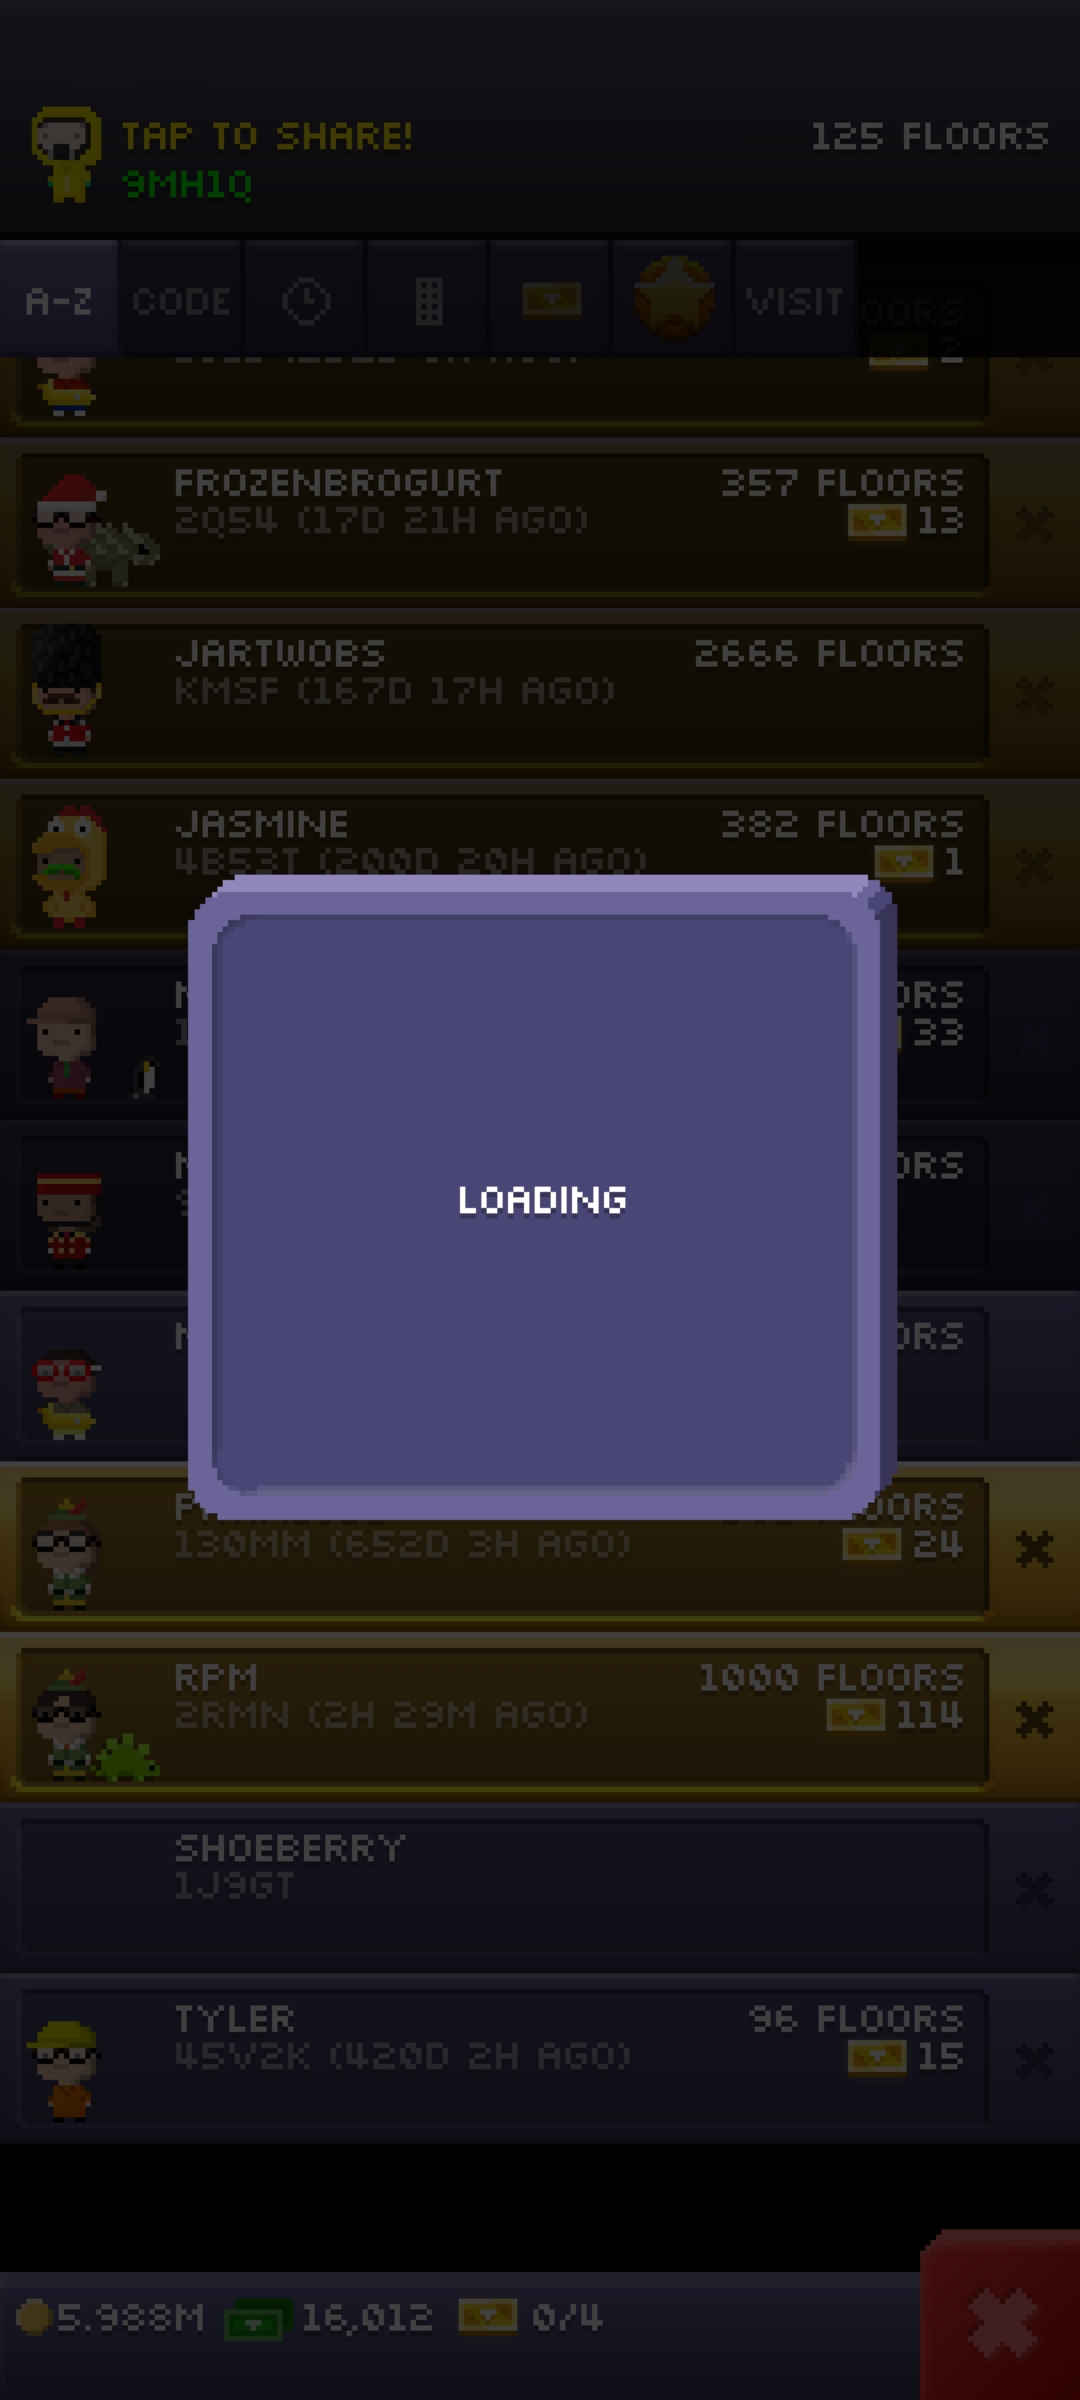 TAP TO SHARE!
125 FLOORS
9MH1Q
A-Z CODE VISIT
2
FROZENBROGURT 357 FLOORS
2Q54 (17D 21H AGO) 13
JARTWOBS 2666 FLOORS
KMSF (167D 17H AGO)
JASMINE 382 FLOORS
4B53T (200D 20H AGO) 1
33
LOADING
130MM (652D 3H AGO) 24
RPM 1000 FLOORS
2RMN (2H 29M AGO) 114
SHOEBERRY
1J9GT
TYLER 96 FLOORS
45V2K (420D 2H AGO) 15
5.988M 16,012 0/4